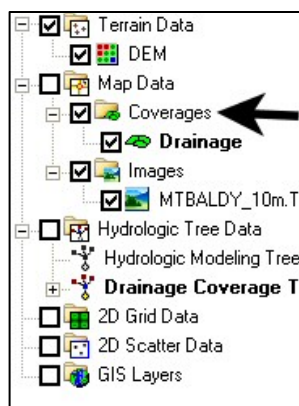 Terrain Data
DEM
Map Data
Coverages
Drainage
Images
MTBALDY_10m.T
Hydrologic Tree Data
Hydrologic Modeling Tree
Drainage Coverage T
2D Grid Data
2D Scatter Data
GIS Layers